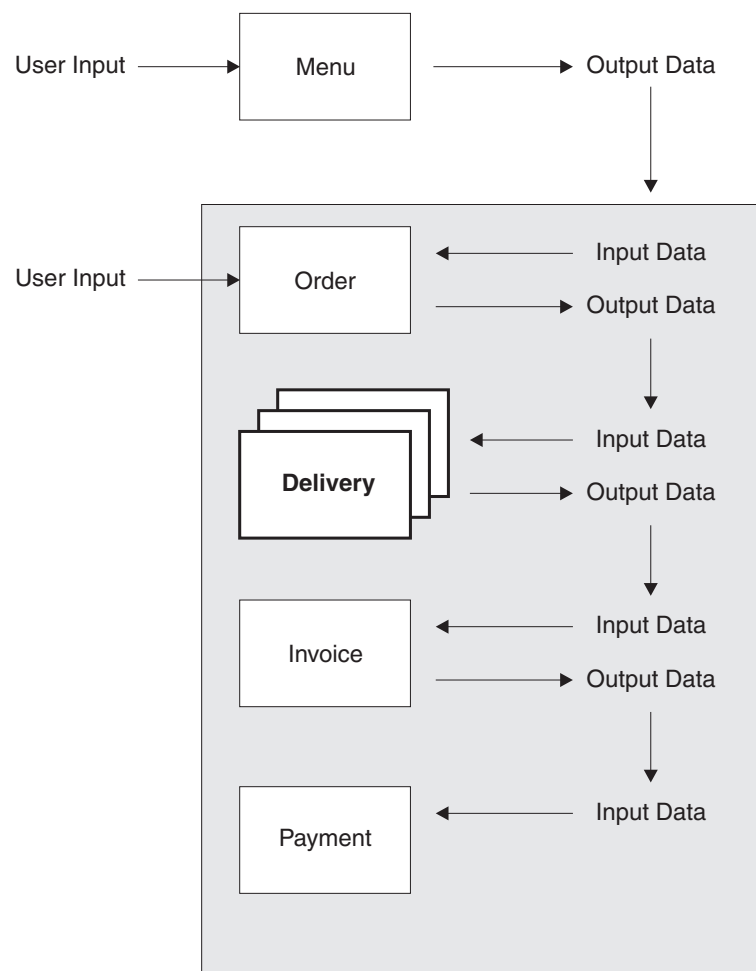 User Input
Menu
Output Data
Input Data
User Input
Order
Output Data
Input Data
Delivery
Output Data
Input Data
Invoice
Output Data
Input Data
Payment